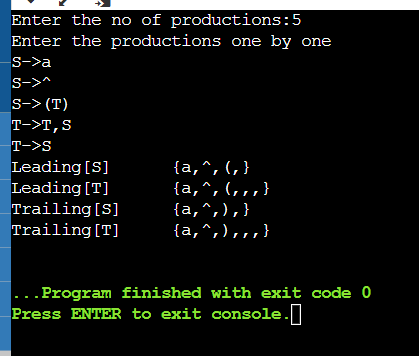 Enter the no of productions:5
Enter the productions one by one
S->a
S->^
S->(T)
T->T,S
T->S
Leading[S]      {a,^,(,}
Leading[T]      {a,^,(,,,}
Trailing[S]     {a,^,),}
Trailing[T]     {a,^,),,,}
...Program finished with exit code 0
Press ENTER to exit console.